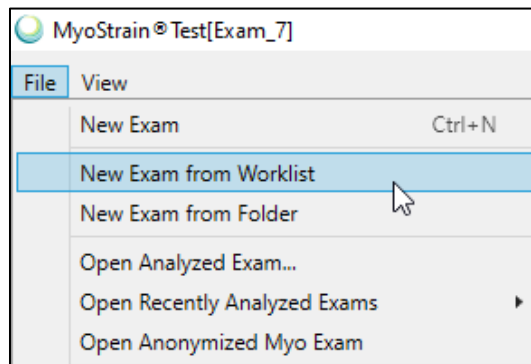 MyoStrain® Test[Exam_7]
File View
New Exam Ctrl+N
New Exam from Worklist
New Exam from Folder
Open Analyzed Exam...
Open Recently Analyzed Exams
Open Anonymized Myo Exam